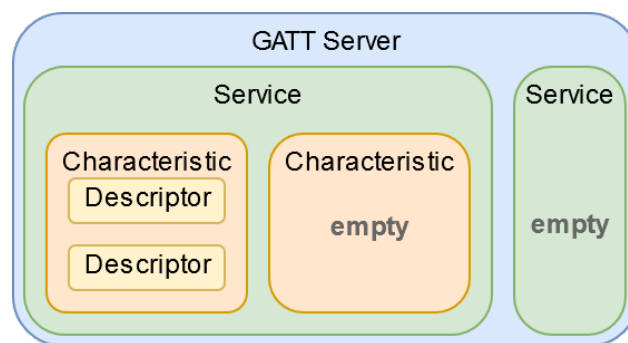 GATT Server
Service
Characteristic
Descriptor
Descriptor
Characteristic
empty
Service
empty